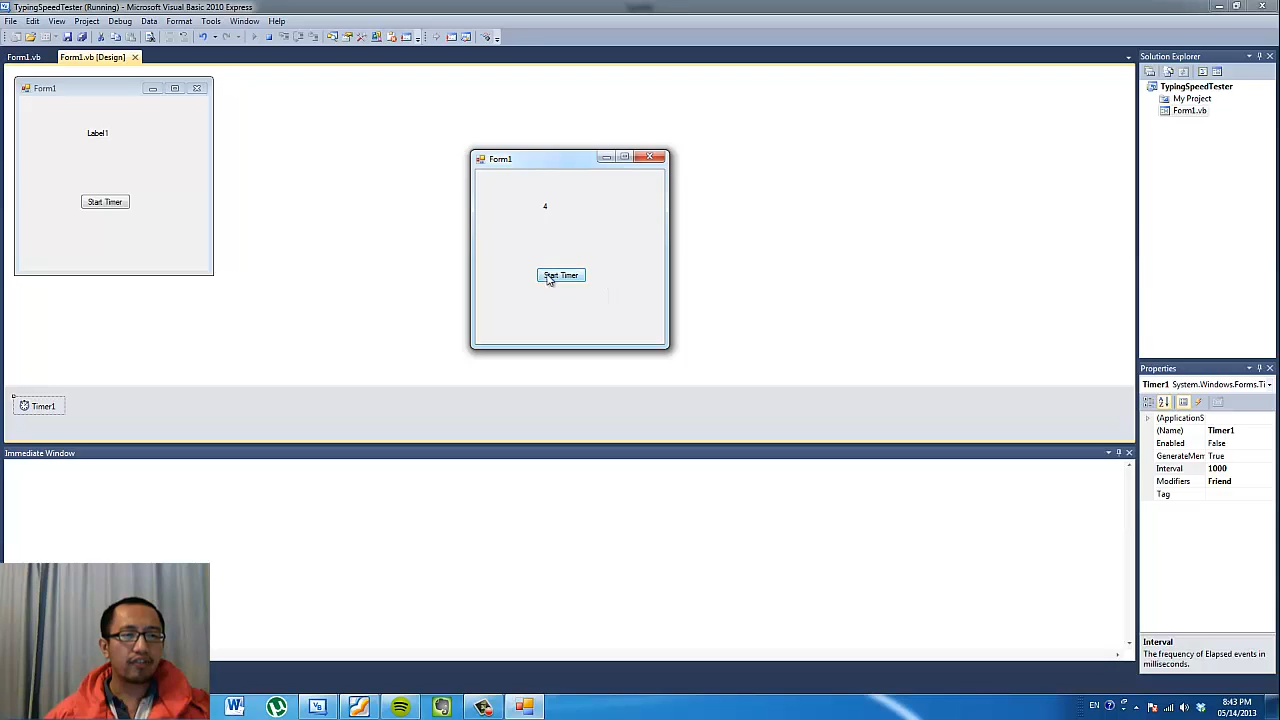 TypingSpeedTester (Running) - Microsoft Visual Basic 2010 Express
File Edit View Project Debug Data Format Tools Window Help
Form1.vb Form1.vb [Design]
Form1
Label1
Start Timer
Form1
4
Start Timer
Timer1
Immediate Window
Solution Explorer
TypingSpeedTester
My Project
Form1.vb
Properties
Timer1 System.Windows.Forms.Ti
(ApplicationS
(Name) Timer1
Enabled False
GenerateMem True
Interval 1000
Modifiers Friend
Tag
Interval
The frequency of Elapsed events in
milliseconds.
EN
8:43 PM
05/14/2013